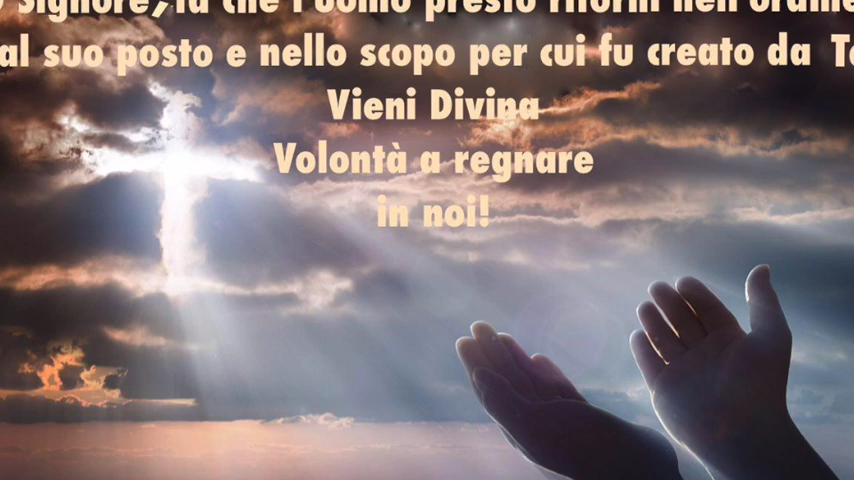 Signore, fa che l'uomo presto ritorni nell'ordine
al suo posto e nello scopo per cui fu creato da
Vieni Divina
Volontà a regnare
in noi!